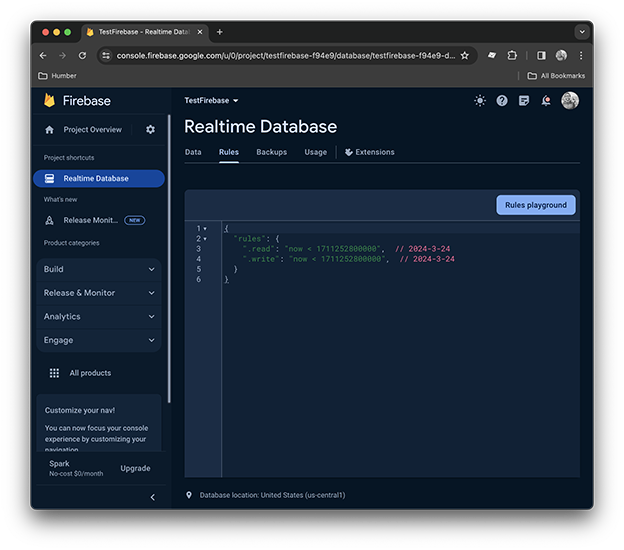 TestFirebase - Realtime Data
console.firebase.google.com/u/0/project/testfirebase-f94e9/database/testfirebase-f94e9-d...
Humber
All Bookmarks
Firebase
TestFirebase
Project Overview
Realtime Database
Project shortcuts
Data Rules Backups Usage Extensions
Realtime Database
What's new
Release Monit... NEW
Product categories
Build
Release & Monitor
Analytics
Engage
All products
Customize your nav!
You can now focus your console
experience by customizing your
navigation
Spark
No-cost $0/month
Upgrade
Rules playground
1 {
2 "rules": {
3 ".read": "now < 1711252800000", // 2024-3-24
4 ".write": "now < 1711252800000", // 2024-3-24
5 }
6 }
Database location: United States (us-central1)